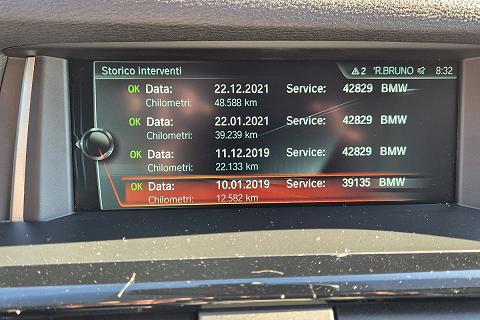 Storico interventi 2 'R.BRUNO 8:32
OK Data: 22.12.2021 Service: 42829 BMW
Chilometri: 48.588 km
OK Data: 22.01.2021 Service: 42829 BMW
Chilometri: 39.239 km
OK Data: 11.12.2019 Service: 42829 BMW
Chilometri: 22.133 km
OK Data: 10.01.2019 Service: 39135 BMW
Chilometri: 12.582 km